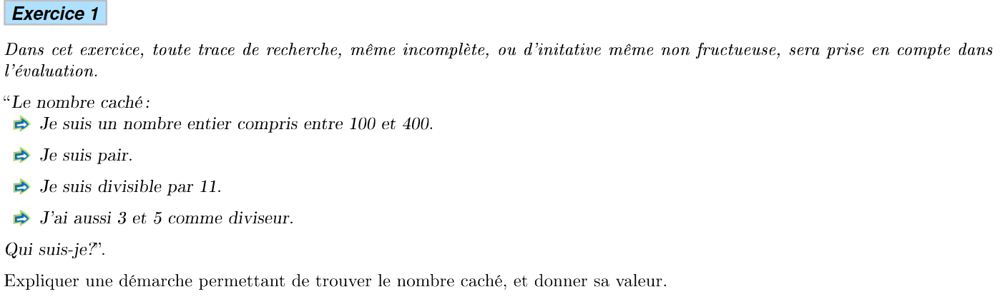 Exercice 1
Dans cet exercice, toute trace de recherche, même incomplète, ou d'initative même non fructueuse, sera prise en compte dans
l'évaluation.
“Le nombre caché :
Je suis un nombre entier compris entre 100 et 400.
Je suis pair.
Je suis divisible par 11.
J'ai aussi 3 et 5 comme diviseur.
Qui suis-je?”.
Expliquer une démarche permettant de trouver le nombre caché, et donner sa valeur.